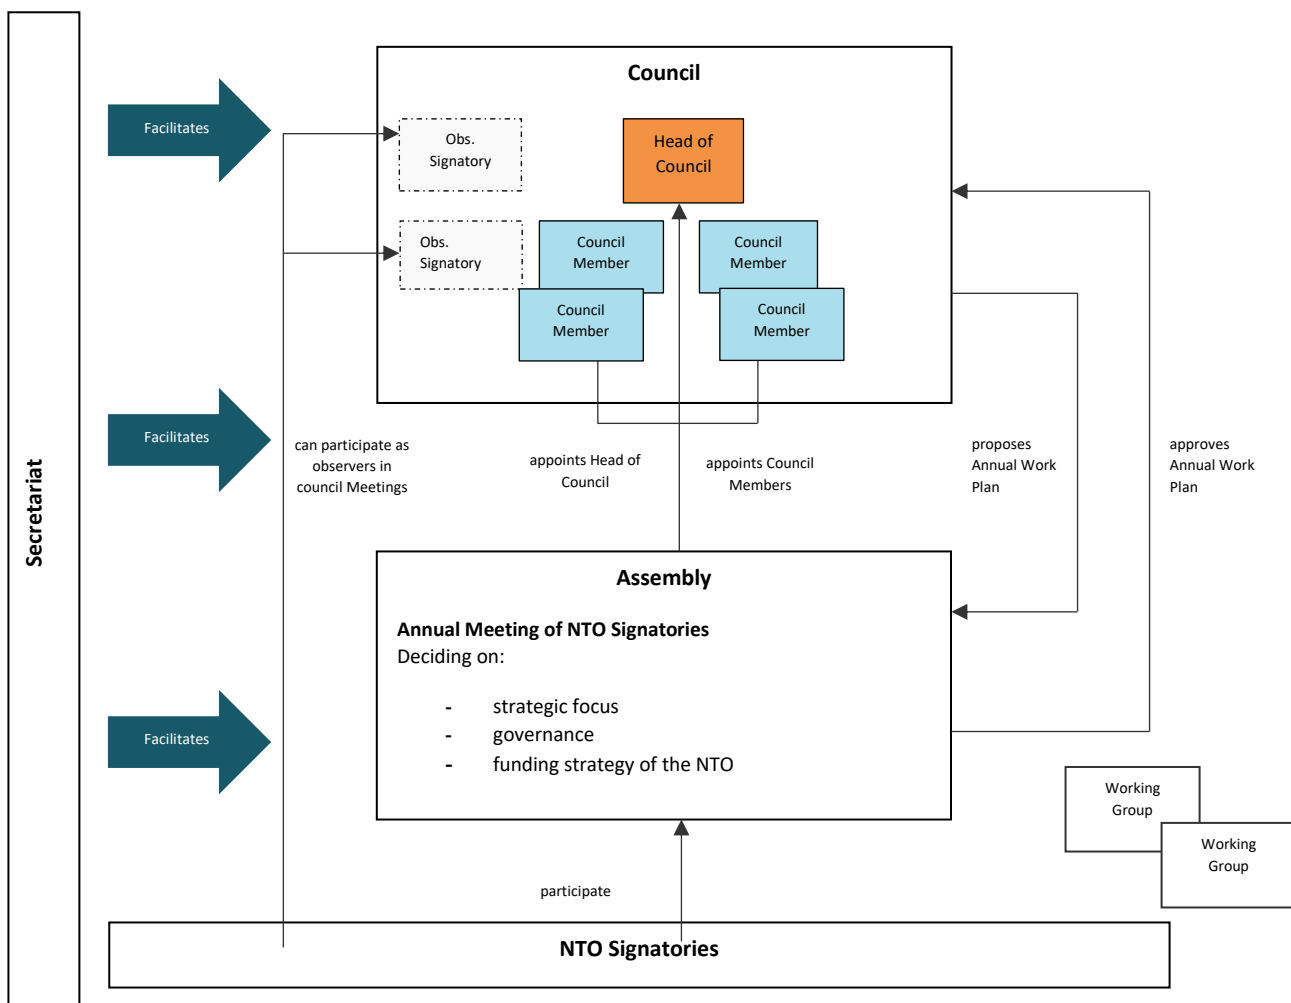 Secretariat
Facilitates
Facilitates
Facilitates
Council
Obs.
Signatory
Obs.
Signatory
Head of
Council
Council
Member
Council
Member
Council
Member
Council
Member
can participate as
observers in
council Meetings
appoints Head of
Council
appoints Council
Members
proposes
Annual Work
Plan
approves
Annual Work
Plan
Assembly
Annual Meeting of NTO Signatories
Deciding on:
- strategic focus
- governance
- funding strategy of the NTO
Working
Group
Working
Group
participate
NTO Signatories